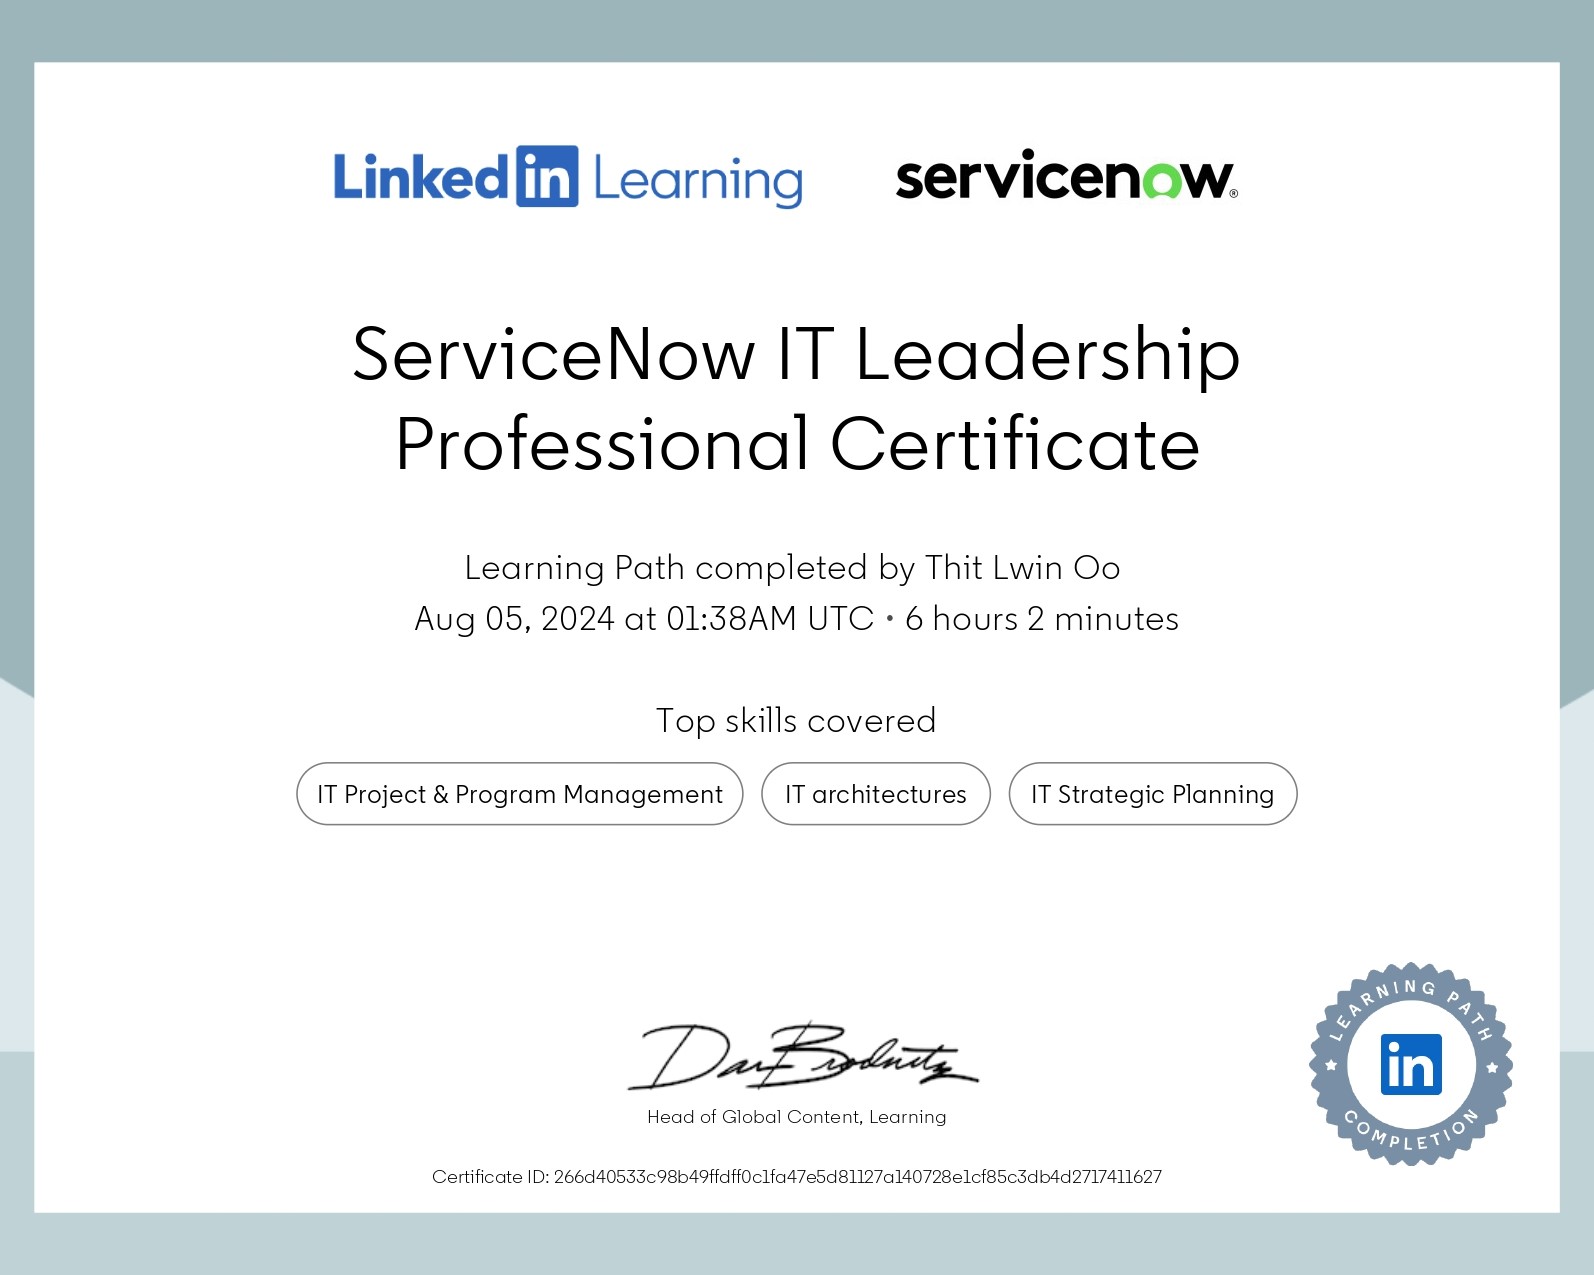 Linked in Learning
servicenow®
ServiceNow IT Leadership
Professional Certificate
Learning Path completed by Thit Lwin Oo
Aug 05, 2024 at 01:38AM UTC • 6 hours 2 minutes
Top skills covered
IT Project & Program Management
IT architectures
IT Strategic Planning
Dan Brodnitz
Head of Global Content, Learning
Certificate ID: 266d40533c98b49ffdff0c1fa47e5d81127a140728e1cf85c3db4d2717411627
LEARNING PATH
in
COMPLETION